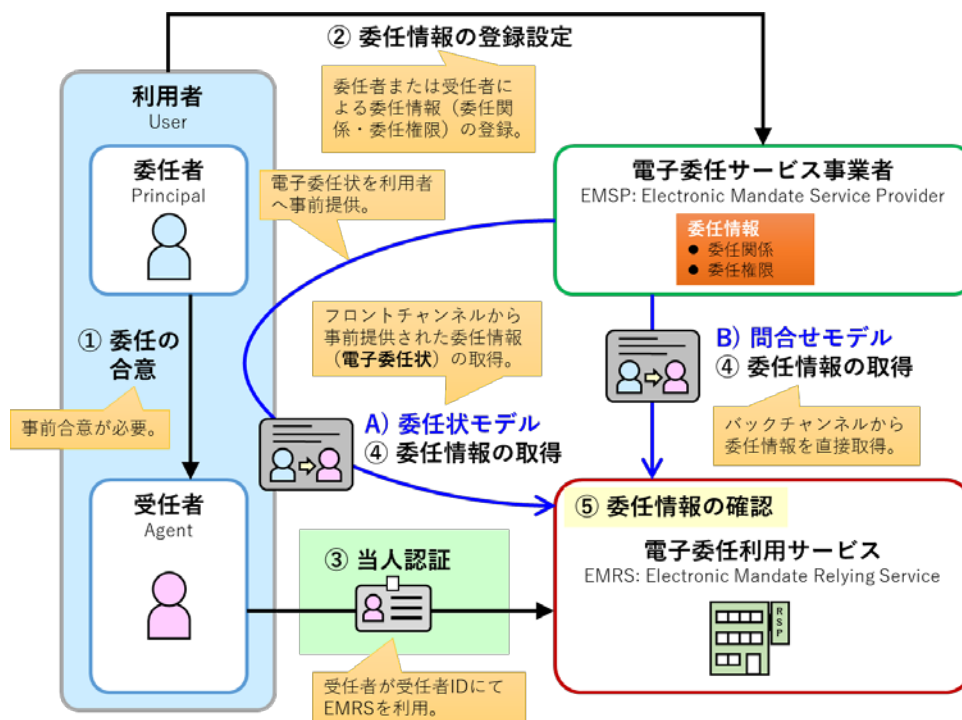 ② 委任情報の登録設定
委任者または受任者に
よる委任情報（委任関
係・委任権限）の登録。
利用者
User
委任者
Principal
電子委任状を利用者
へ事前提供。
電子委任サービス事業者
EMSP: Electronic Mandate Service Provider
委任情報
● 委任関係
● 委任権限
① 委任の
合意
事前合意が必要。
フロントチャンネルから
事前提供された委任情報
（電子委任状）の取得。
B) 問合せモデル
④ 委任情報の取得
バックチャンネルから
委任情報を直接取得。
A) 委任状モデル
④ 委任情報の取得
受任者
Agent
③ 当人認証
受任者が受任者IDにて
EMRSを利用。
⑤ 委任情報の確認
電子委任利用サービス
EMRS: Electronic Mandate Relying Service
RSP